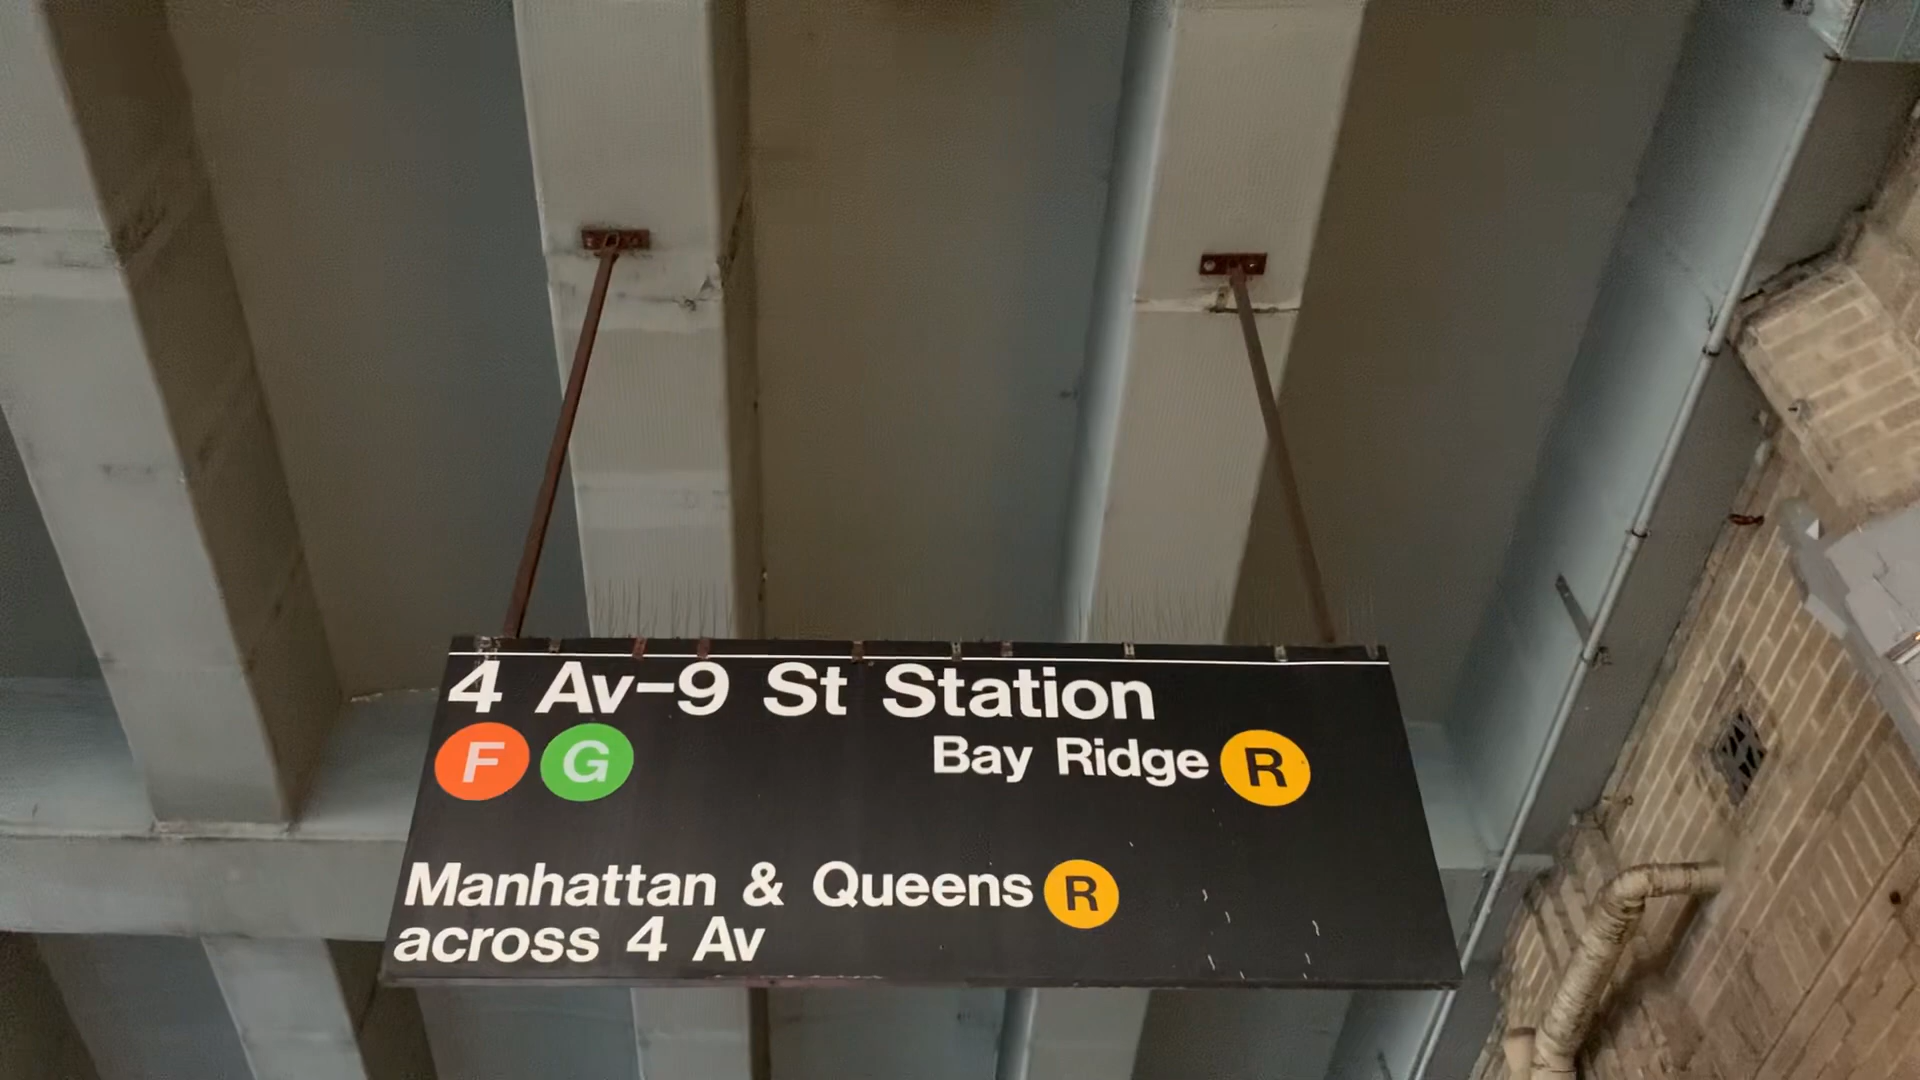 4 Av-9 St Station
F G Bay Ridge R
Manhattan & Queens R
across 4 Av